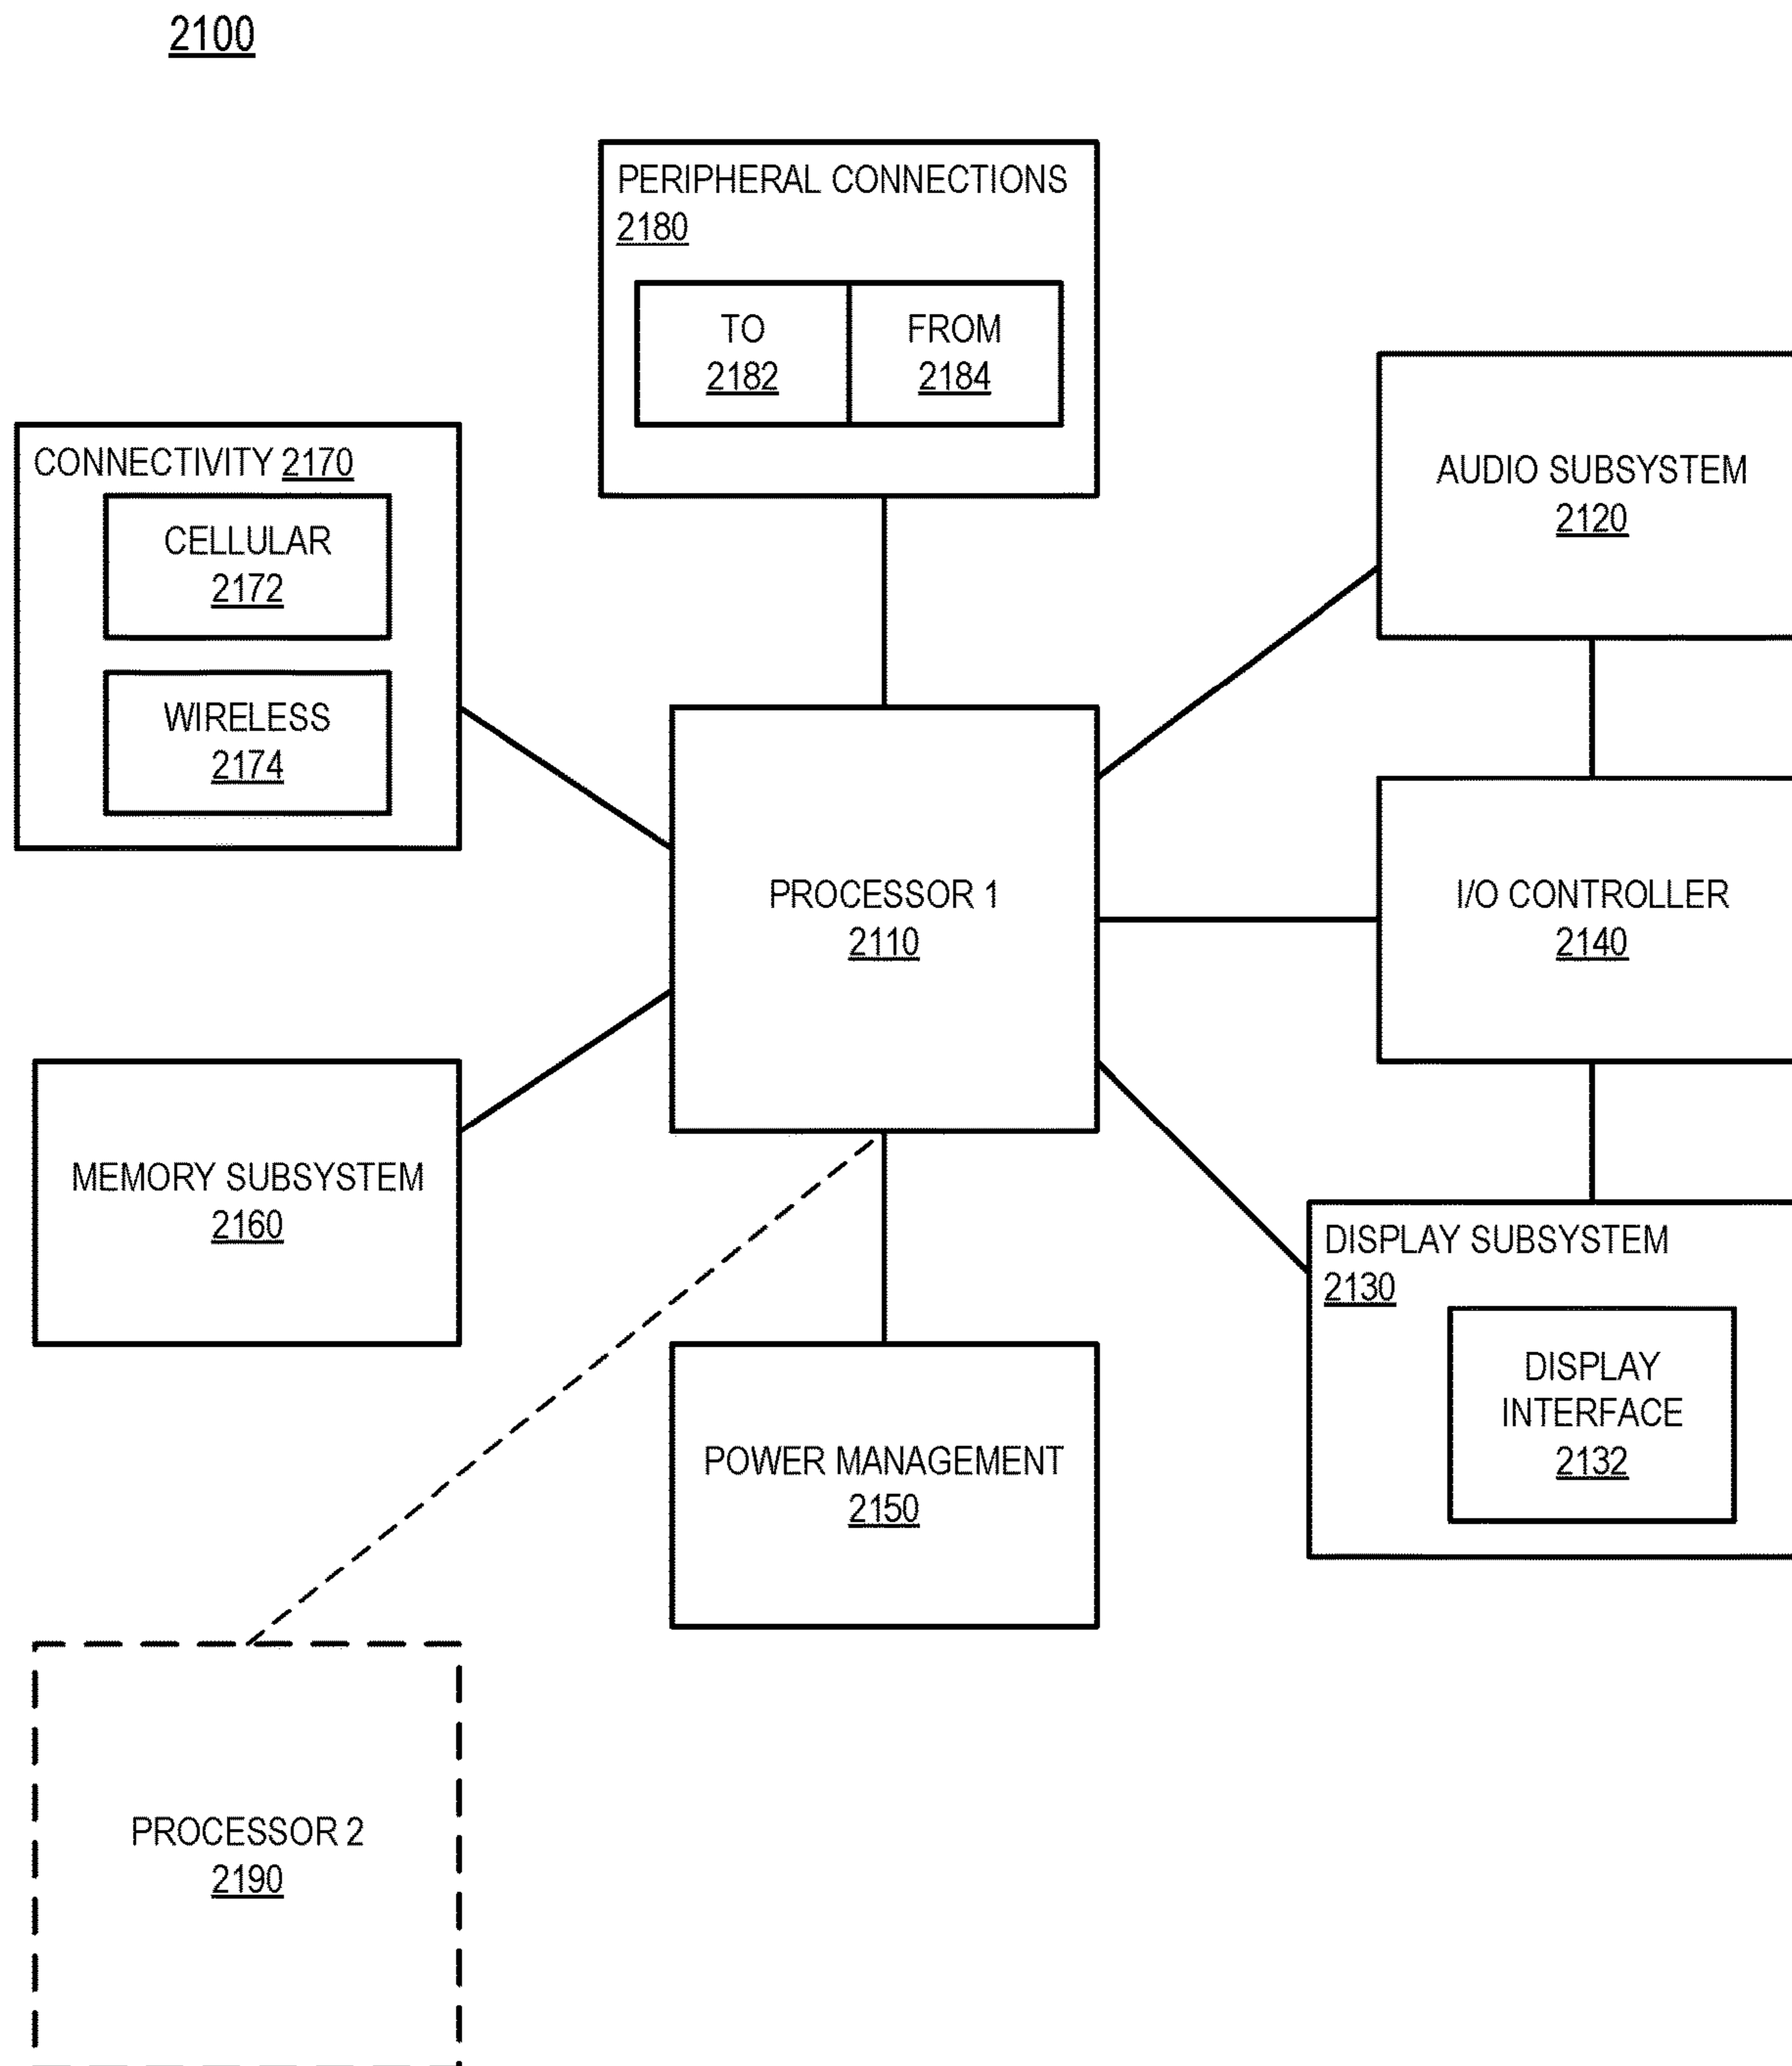 2100
PERIPHERAL CONNECTIONS
2180
TO
2182
FROM
2184
CONNECTIVITY 2170
CELLULAR
2172
WIRELESS
2174
AUDIO SUBSYSTEM
2120
PROCESSOR 1
2110
I/O CONTROLLER
2140
MEMORY SUBSYSTEM
2160
DISPLAY SUBSYSTEM
2130
DISPLAY
INTERFACE
2132
POWER MANAGEMENT
2150
PROCESSOR 2
2190